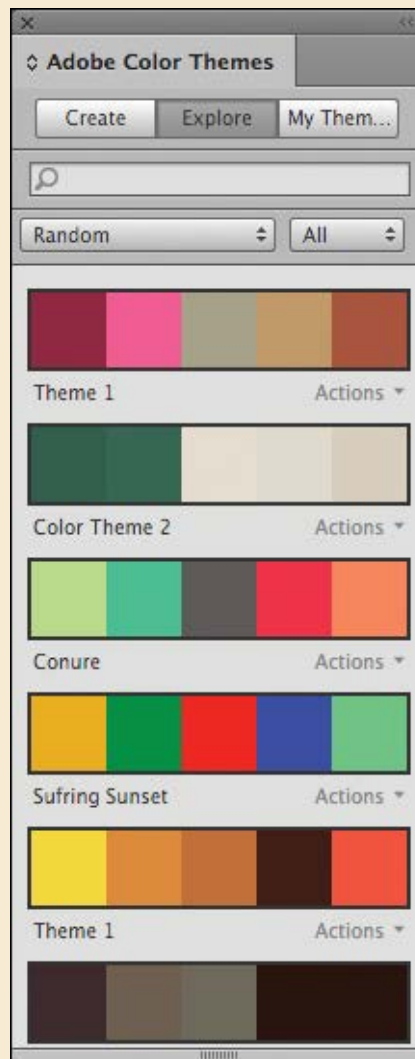 Adobe Color Themes
Create Explore My Them...
Random All
Theme 1 Actions
Color Theme 2 Actions
Conure Actions
Sufring Sunset Actions
Theme 1 Actions